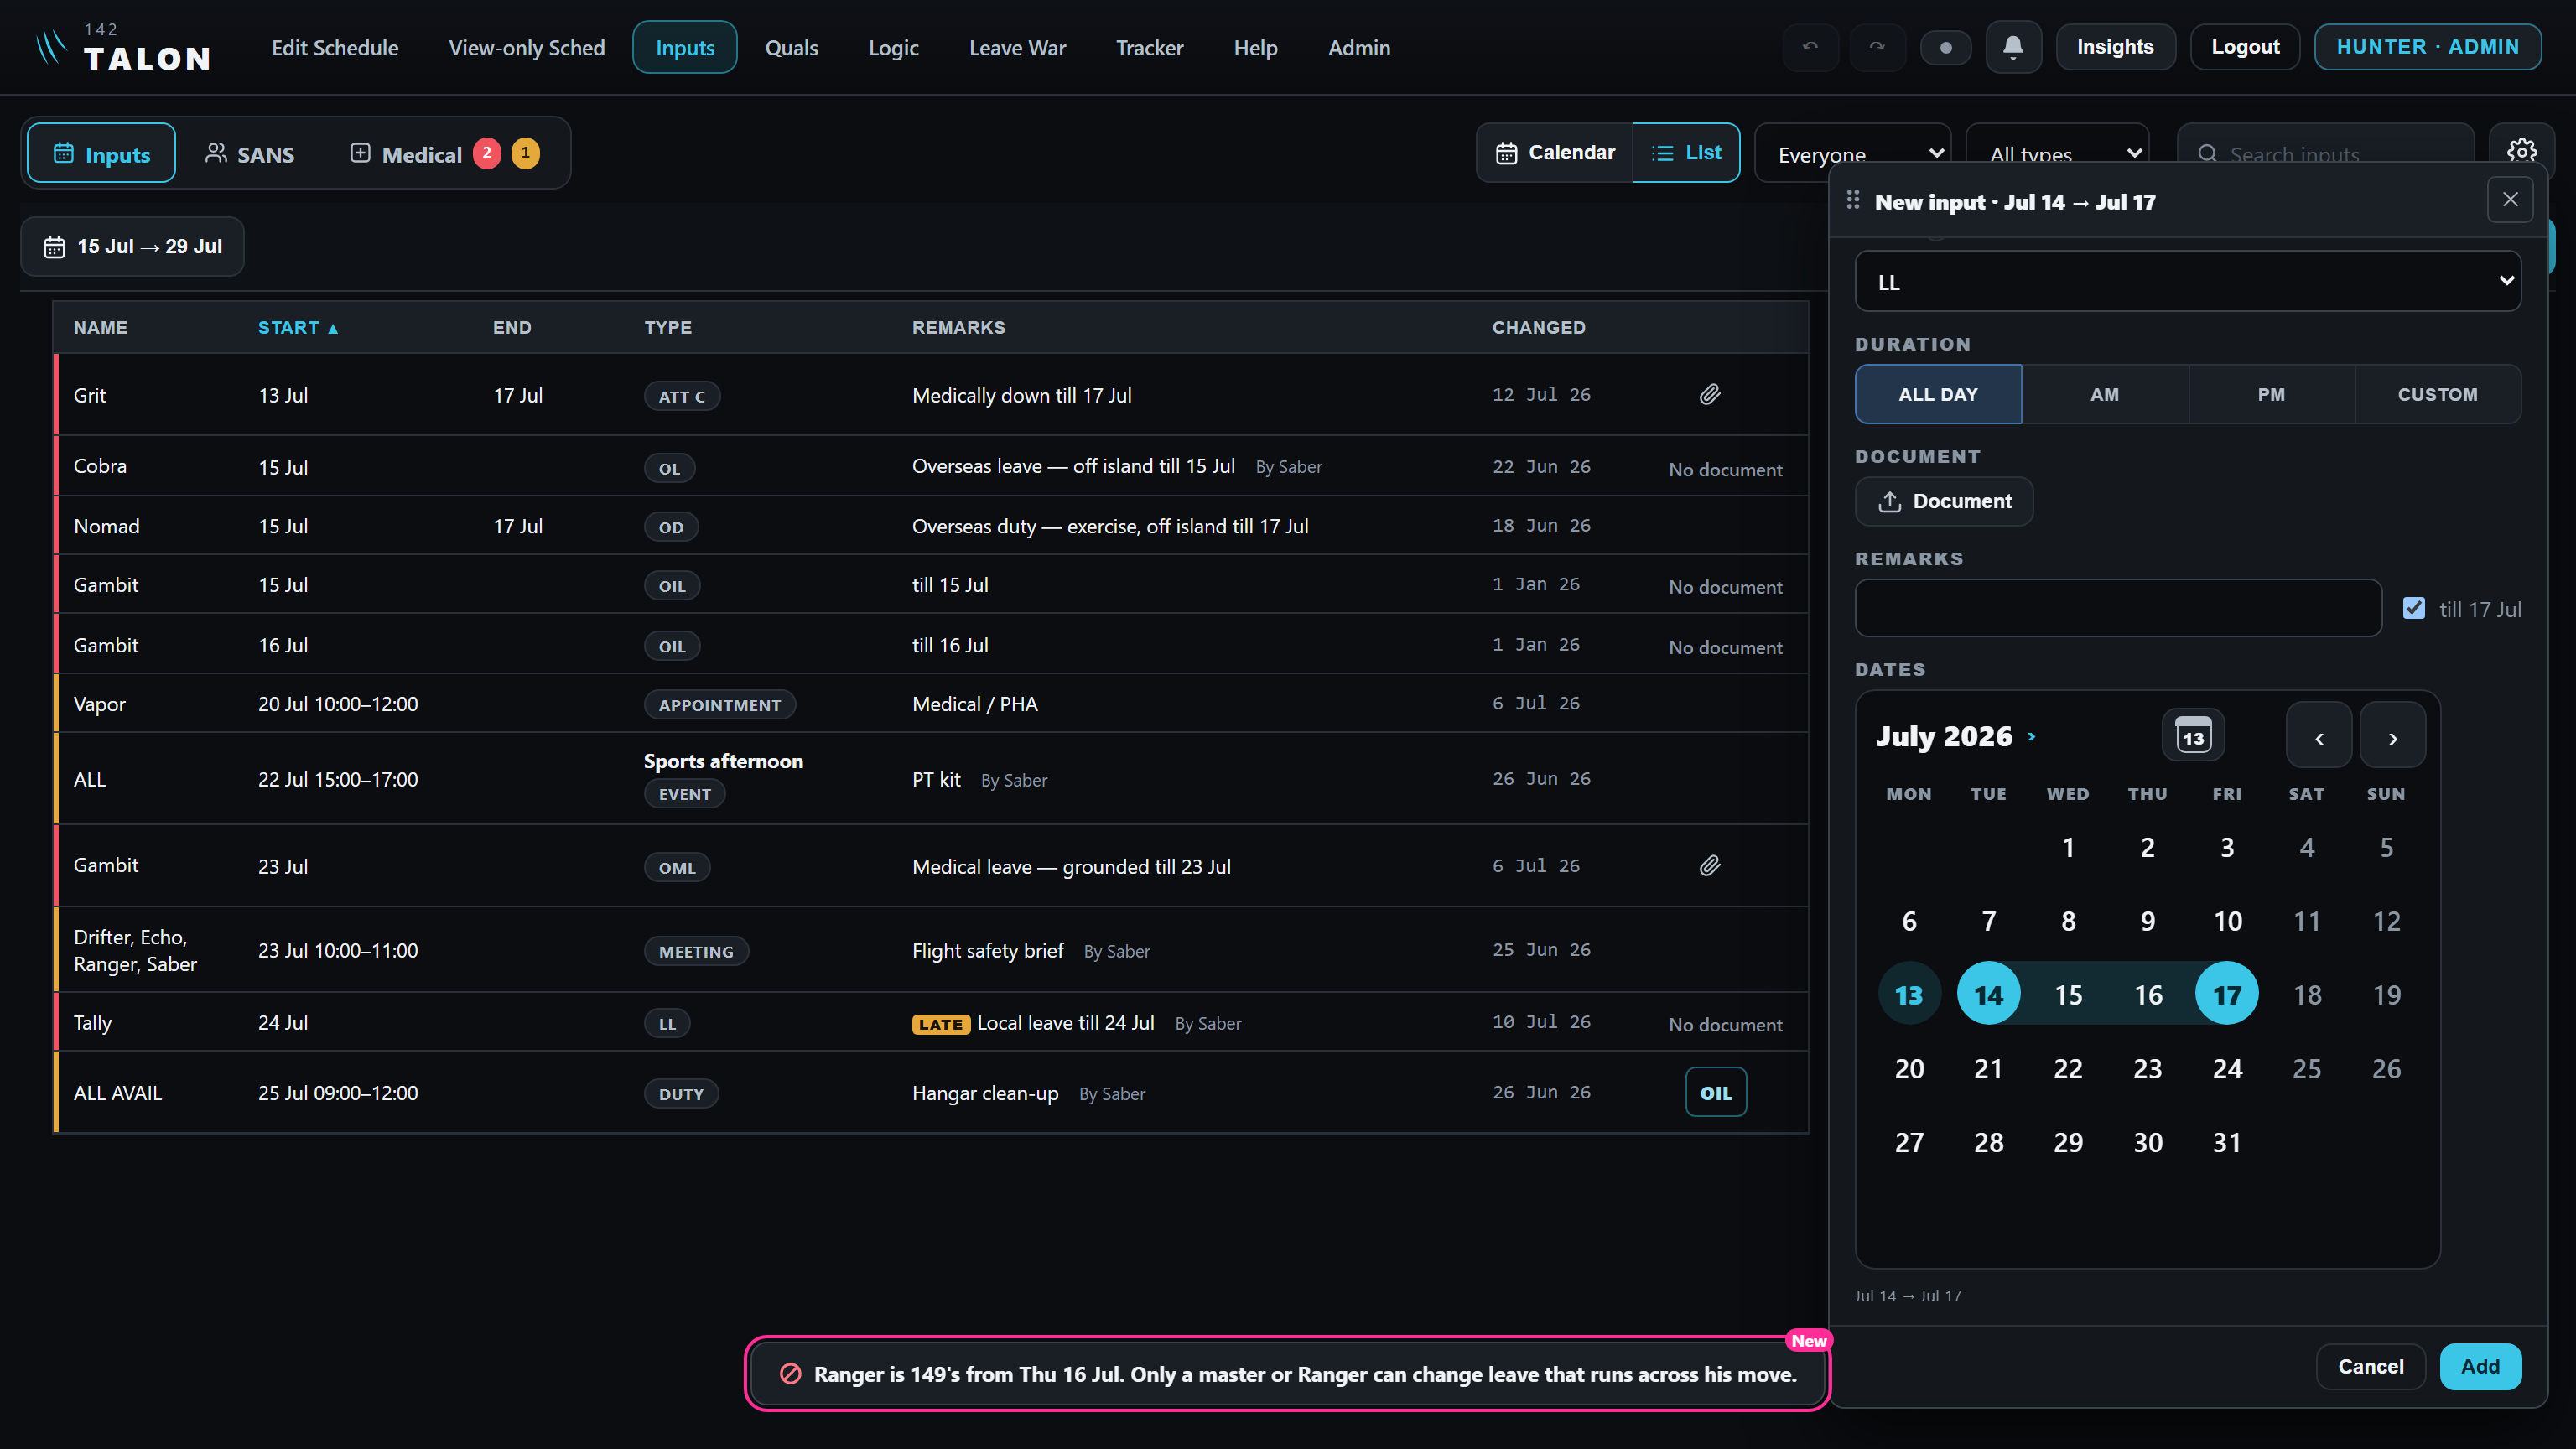 142
TALON
Edit Schedule
View-only Sched
Inputs
Quals
Logic
Leave War
Tracker
Help
Admin
Insights
Logout
HUNTER · ADMIN
Inputs
SANS
Medical
2
1
Calendar
List
Everyone
All types
Search inputs
15 Jul → 29 Jul
NAME START ▲ END TYPE REMARKS CHANGED
Grit 13 Jul 17 Jul ATT C Medically down till 17 Jul 12 Jul 26
Cobra 15 Jul OL Overseas leave — off island till 15 Jul By Saber 22 Jun 26 No document
Nomad 15 Jul 17 Jul OD Overseas duty — exercise, off island till 17 Jul 18 Jun 26
Gambit 15 Jul OIL till 15 Jul 1 Jan 26 No document
Gambit 16 Jul OIL till 16 Jul 1 Jan 26 No document
Vapor 20 Jul 10:00–12:00 APPOINTMENT Medical / PHA 6 Jul 26
Sports afternoon
ALL 22 Jul 15:00–17:00 EVENT PT kit By Saber 26 Jun 26
Gambit 23 Jul OML Medical leave — grounded till 23 Jul 6 Jul 26
Drifter, Echo,
Ranger, Saber 23 Jul 10:00–11:00 MEETING Flight safety brief By Saber 25 Jun 26
Tally 24 Jul LL LATE Local leave till 24 Jul By Saber 10 Jul 26 No document
ALL AVAIL 25 Jul 09:00–12:00 DUTY Hangar clean-up By Saber 26 Jun 26 OIL
New input · Jul 14 → Jul 17
LL
DURATION
ALL DAY AM PM CUSTOM
DOCUMENT
Document
REMARKS
till 17 Jul
DATES
July 2026 › 13 ‹ ›
MON TUE WED THU FRI SAT SUN
1 2 3 4 5
6 7 8 9 10 11 12
13 14 15 16 17 18 19
20 21 22 23 24 25 26
27 28 29 30 31
Jul 14 → Jul 17
Cancel Add
New
Ranger is 149's from Thu 16 Jul. Only a master or Ranger can change leave that runs across his move.